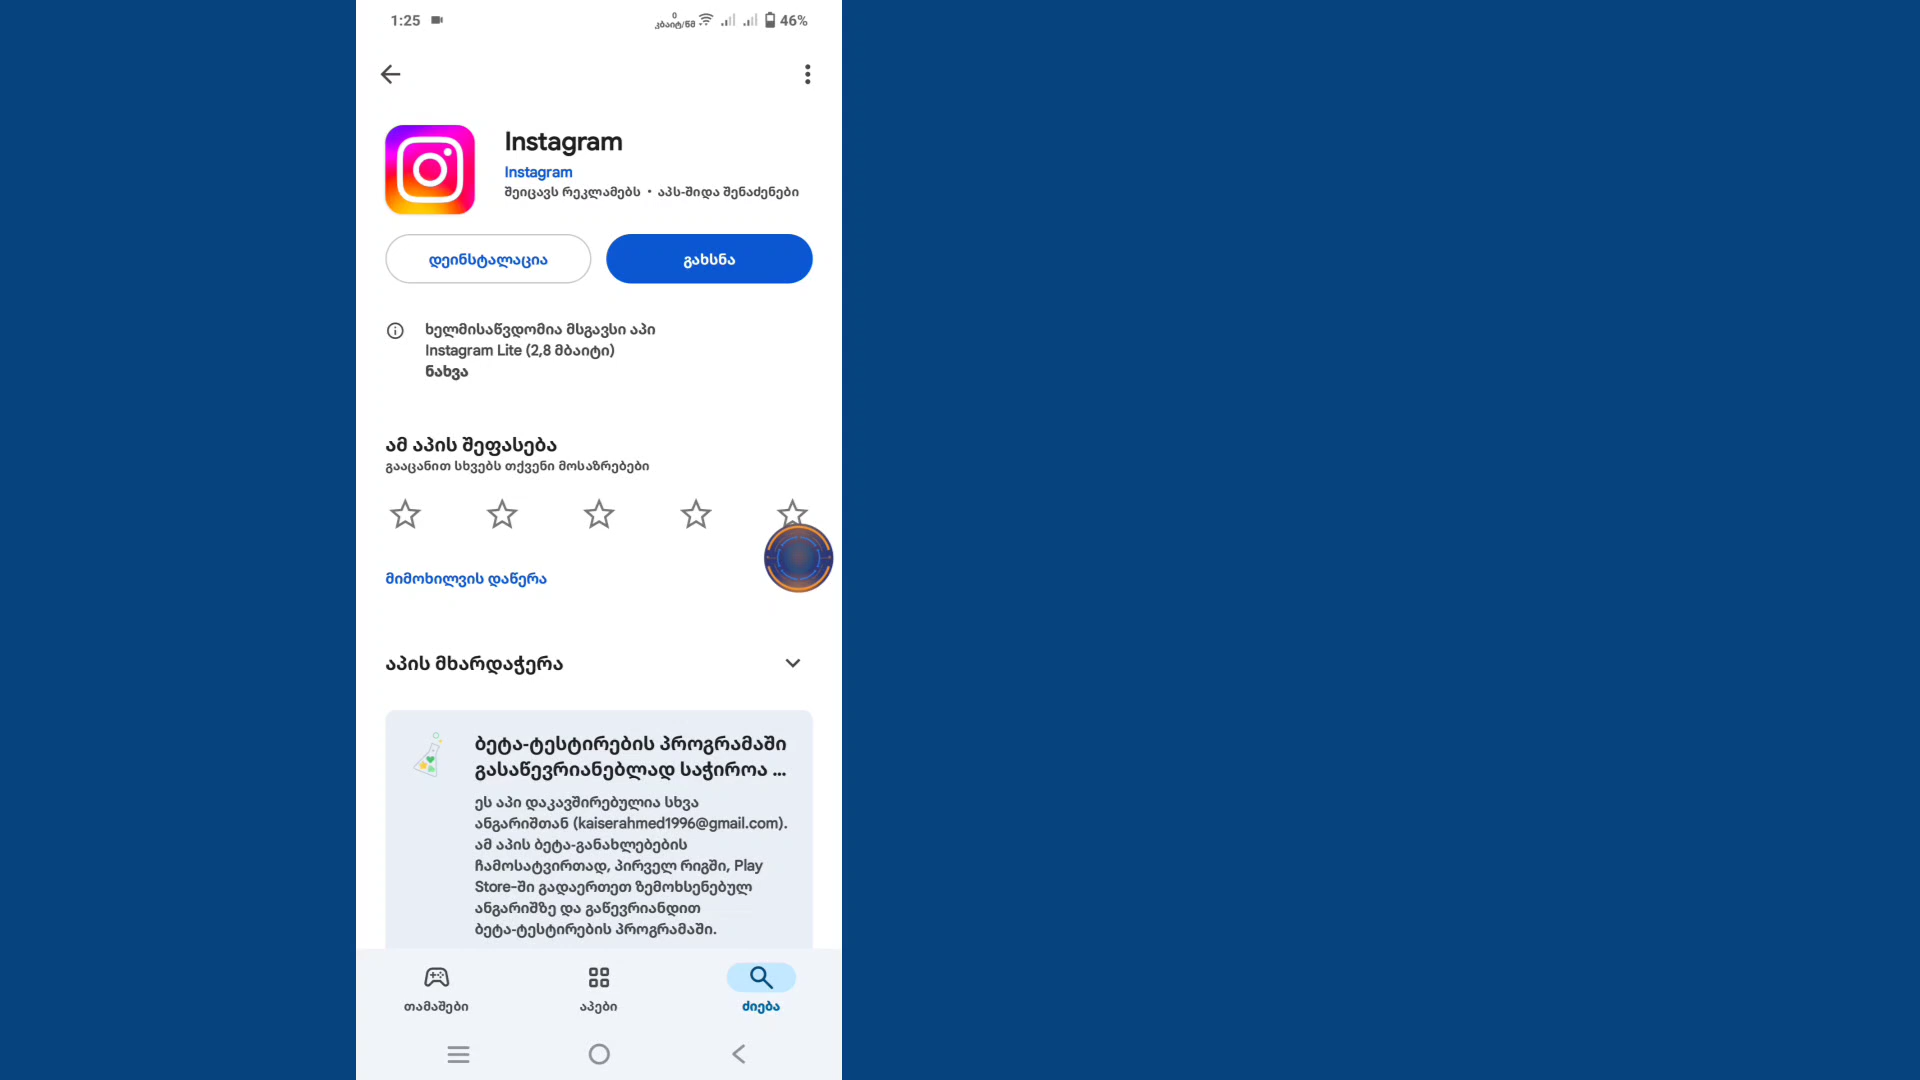 1:25
0
კბაიტ/წმ
46%
Instagram
Instagram
შეიცავს რეკლამებს • აპს-შიდა შენაძენები
დეინსტალაცია
გახსნა
ხელმისაწვდომია მსგავსი აპი
Instagram Lite (2,8 მბაიტი)
ნახვა
ამ აპის შეფასება
გააცანით სხვებს თქვენი მოსაზრებები
მიმოხილვის დაწერა
აპის მხარდაჭერა
ბეტა-ტესტირების პროგრამაში
გასაწევრიანებლად საჭიროა ...
ეს აპი დაკავშირებულია სხვა
ანგარიშთან (kaiserahmed1996@gmail.com).
ამ აპის ბეტა-განახლებების
ჩამოსატვირთად, პირველ რიგში, Play
Store-ში გადაერთეთ ზემოხსენებულ
ანგარიშზე და გაწევრიანდით
ბეტა-ტესტირების პროგრამაში.
თამაშები
აპები
ძიება